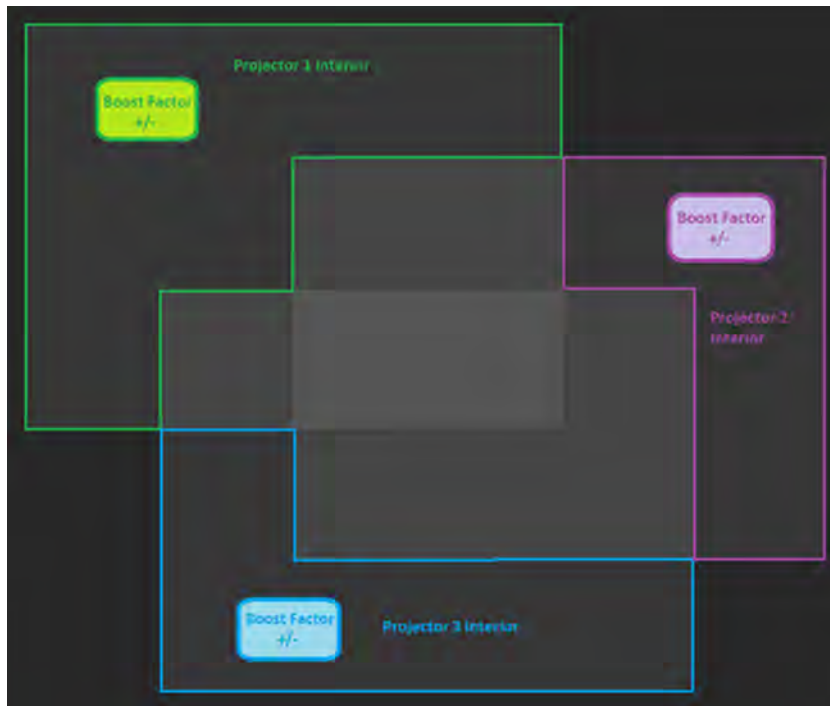 Projector 1 Interior
Boost Factor
+/-
Boost Factor
+/-
Projector 2
Interior
Boost Factor
+/-
Projector 3 Interior